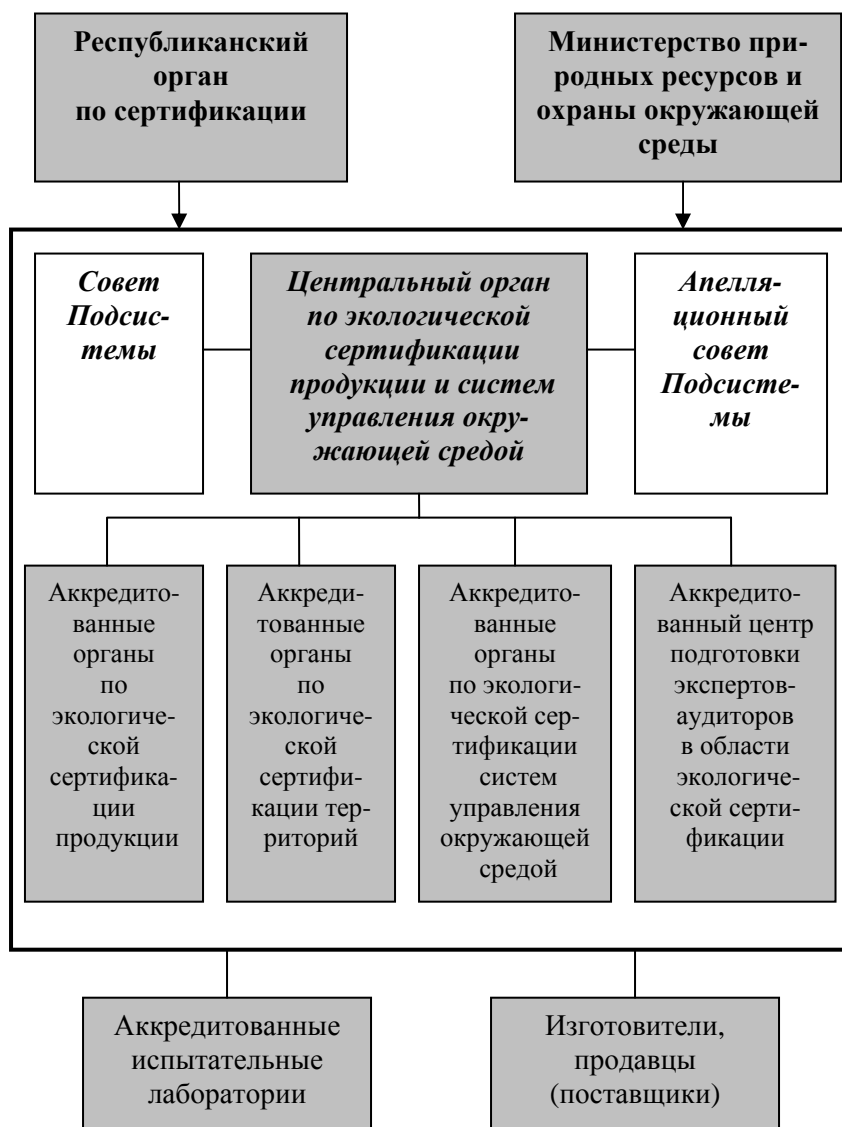 Республиканский
орган
по сертификации
Министерство при-
родных ресурсов и
охраны окружающей
среды
Совет
Подсис-
темы
Центральный орган
по экологической
сертификации
продукции и систем
управления окру-
жающей средой
Апелля-
ционный
совет
Подсисте-
мы
Аккредито-
ванные
органы
по
экологиче-
ской
сертифика-
ции
продукции
Аккреди-
тованные
органы
по
экологиче-
ской
сертифи-
кации тер-
риторий
Аккредито-
ванные
органы
по экологи-
ческой сер-
тификации
систем
управления
окружающей
средой
Аккредито-
ванный центр
подготовки
экспертов-
аудиторов
в области
экологиче-
ской серти-
фикации
Аккредитованные
испытательные
лаборатории
Изготовители,
продавцы
(поставщики)